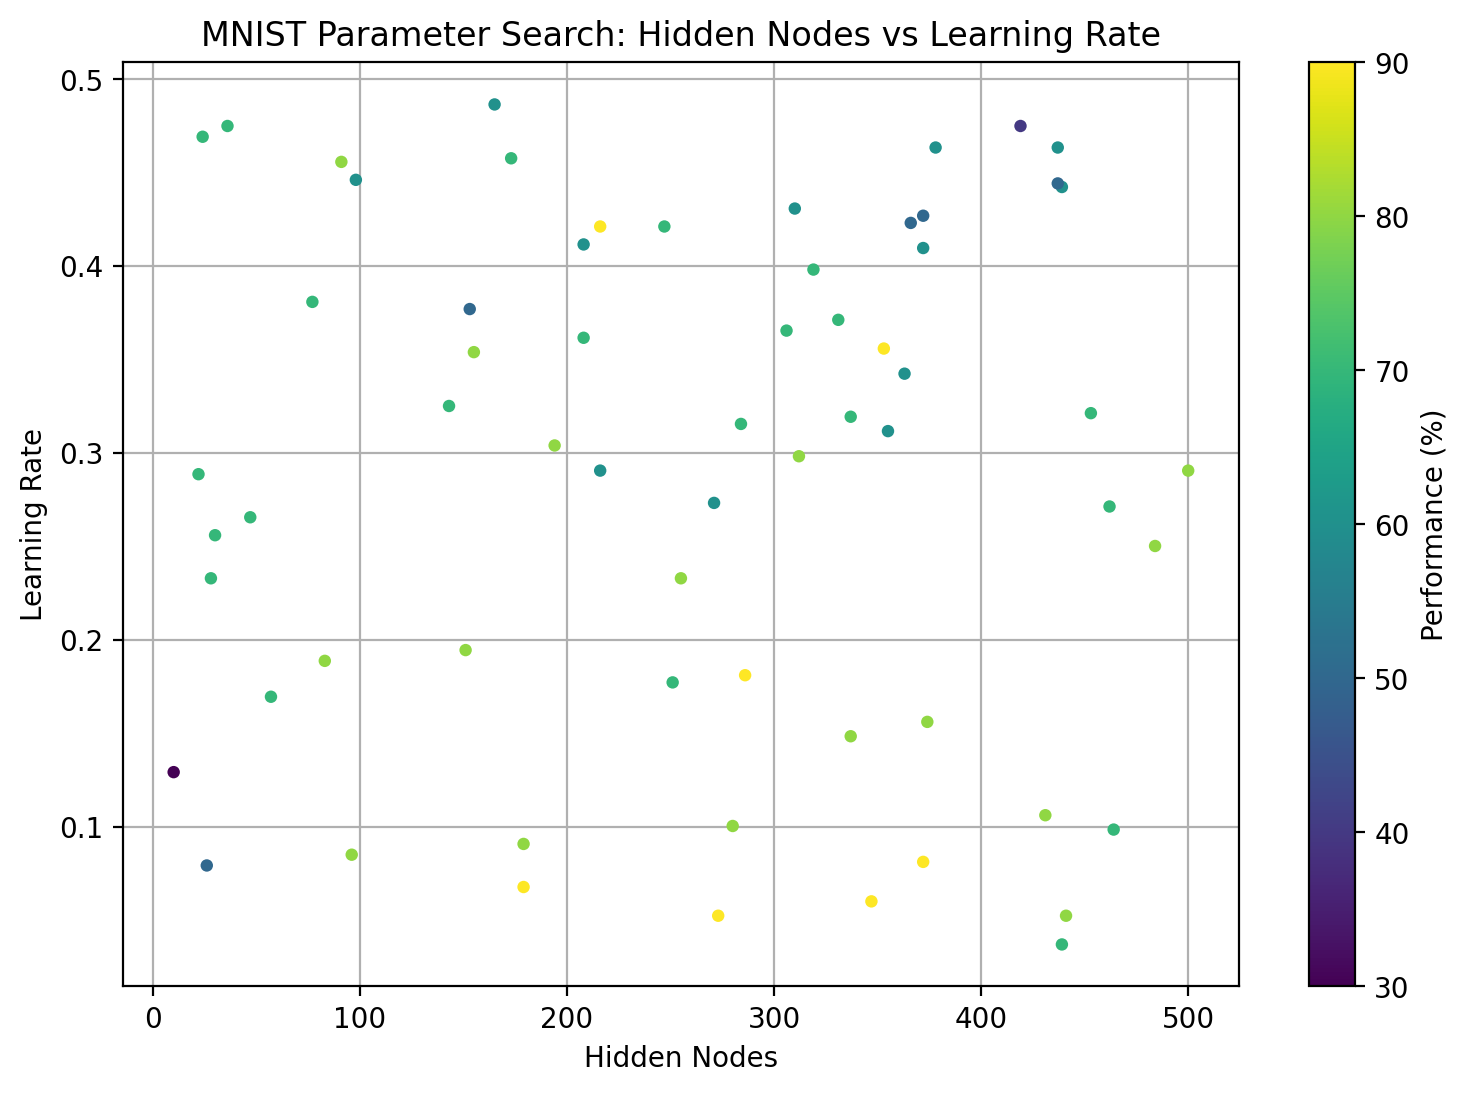 MNIST Parameter Search: Hidden Nodes vs Learning Rate
0.5
0.4
0.3
0.2
0.1
Learning Rate
0 100 200 300 400 500
Hidden Nodes
90
80
70
60
50
40
30
Performance (%)